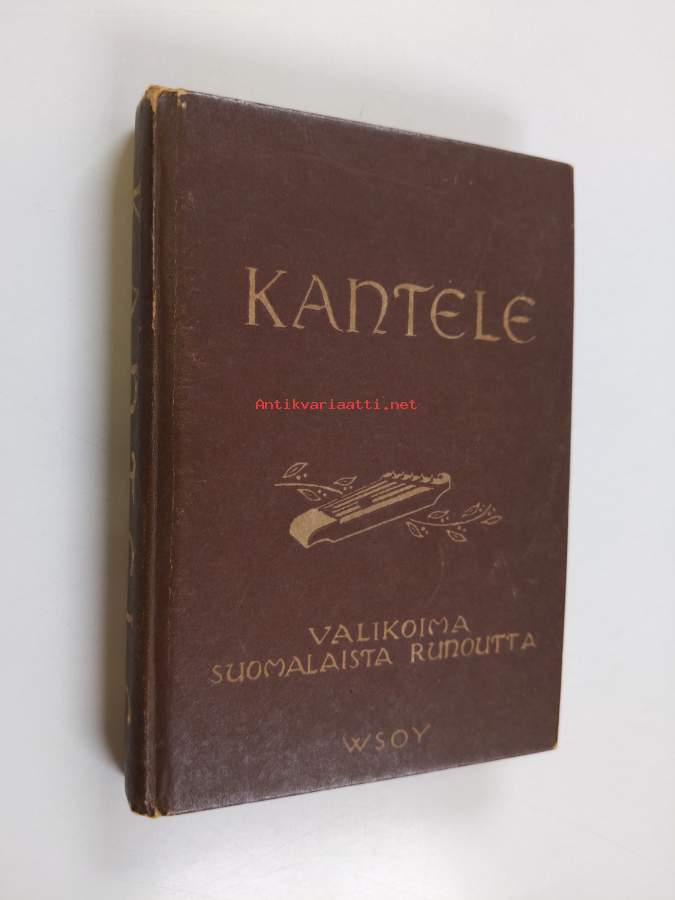 KANTELE
Antikvariaatti.net
VALIKOIMA
SUOMALAISTA RUNOUTTA
WSOY